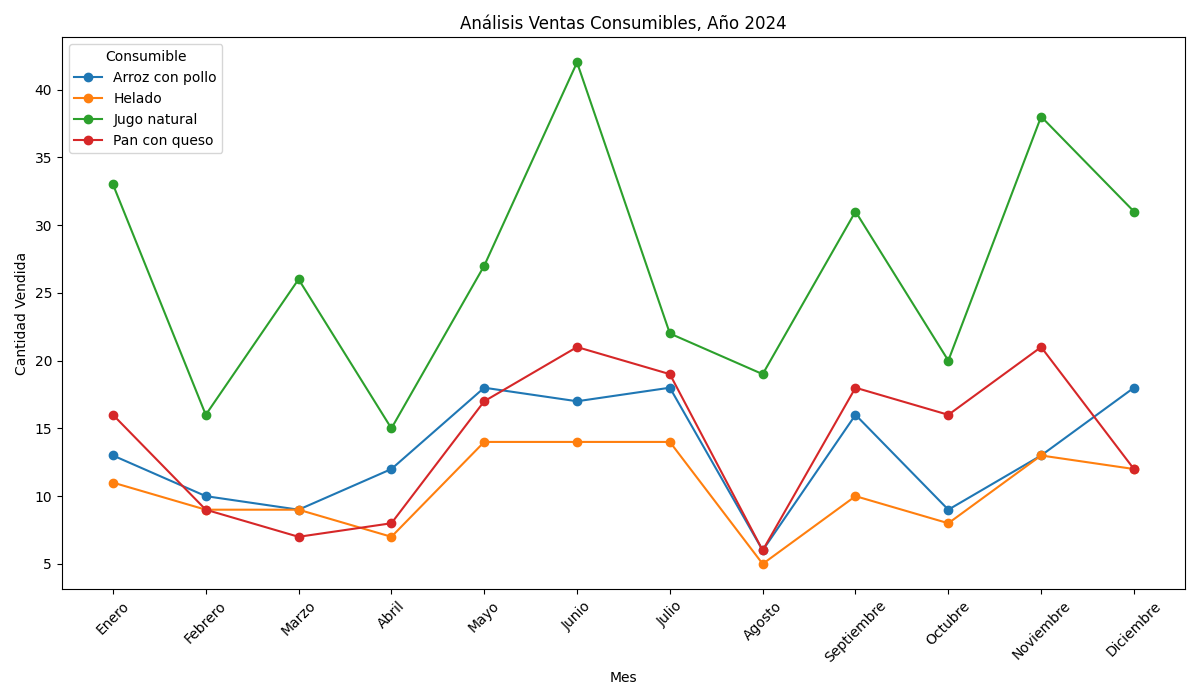 Análisis Ventas Consumibles, Año 2024
Consumible
Arroz con pollo
Helado
Jugo natural
Pan con queso
Cantidad Vendida
40
35
30
25
20
15
10
5
Enero
Febrero
Marzo
Abril
Mayo
Junio
Julio
Agosto
Septiembre
Octubre
Noviembre
Diciembre
Mes